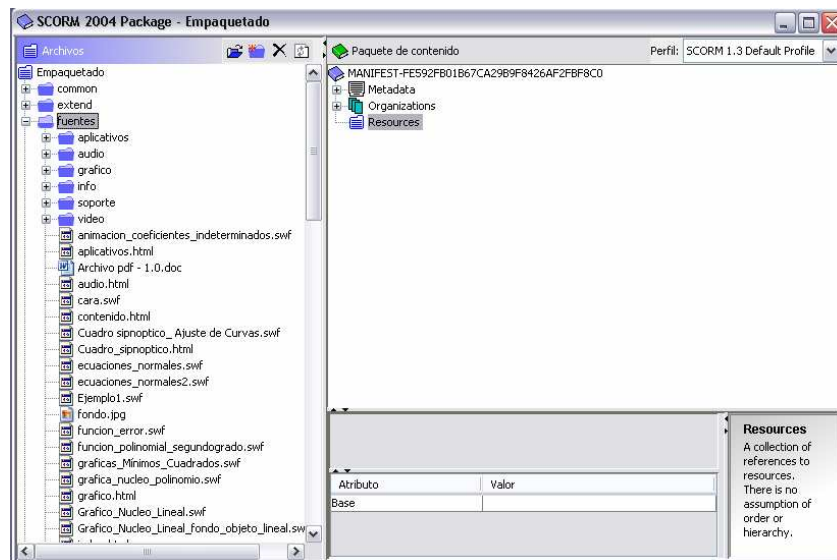 SCORM 2004 Package - Empaquetado
Archivos
Paquete de contenido
Perfil: SCORM 1.3 Default Profile
Empaquetado
common
extend
fuentes
aplicativos
audio
grafico
info
soporte
video
animacion_coeficientes_indeterminados.swf
aplicativos.html
Archivo pdf - 1.0.doc
audio.html
cara.swf
contenido.html
Cuadro sipnoptico_ Ajuste de Curvas.swf
Cuadro_sipnoptico.html
ecuaciones_normales.swf
ecuaciones_normales2.swf
Ejemplo1.swf
fondo.jpg
funcion_error.swf
funcion_polinomial_segundogrado.swf
graficas_Mínimos_Cuadrados.swf
grafica_nucleo_polinomio.swf
grafico.html
Grafico_Nucleo_Lineal.swf
Grafico_Nucleo_Lineal_fondo_objeto_lineal.sw
MANIFEST-FE592FB01B67CA29B9F8426AF2FBF8C0
Metadata
Organizations
Resources
Atributo Valor
Base
Resources
A collection of
references to
resources.
There is no
assumption of
order or
hierarchy.